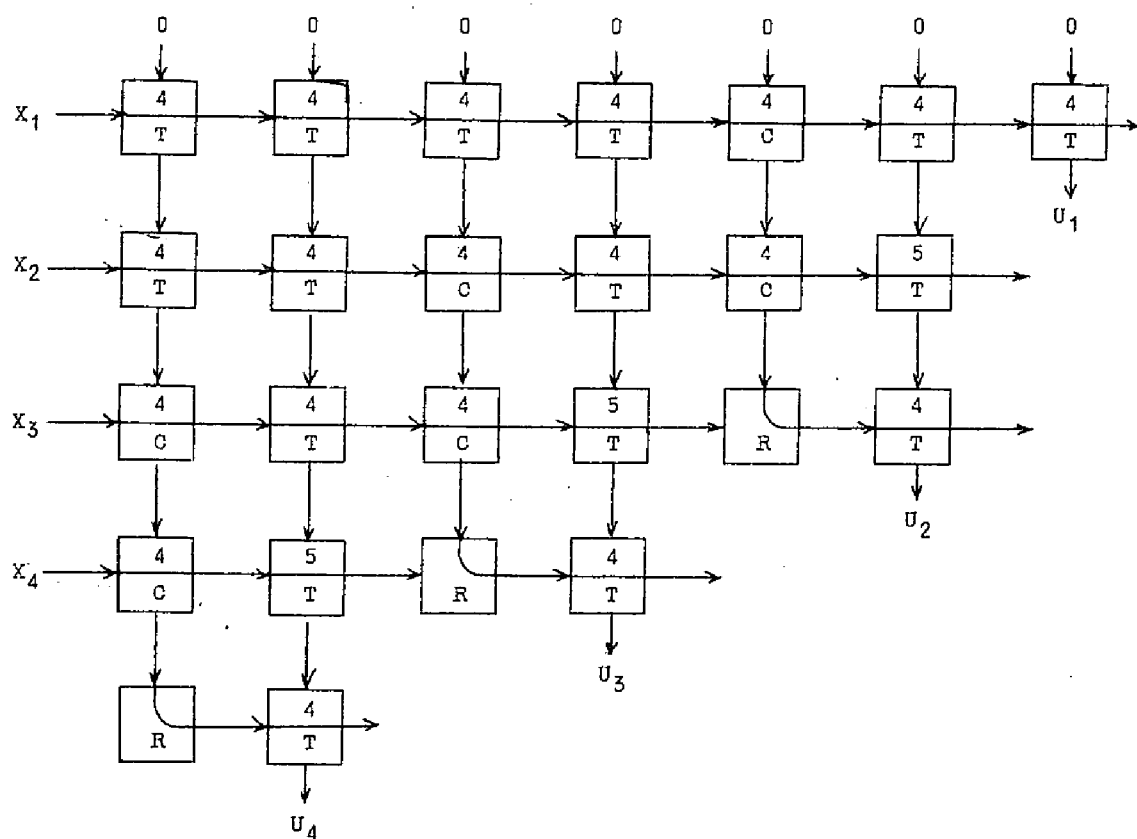 0 0 0 0 0 0 0
4 4 4 4 4 4 4
X1
T T T T C T T
U1
4 4 4 4 4 5
X2
T T C T C T
4 4 4 5 4
X3
C T C T R T
U2
4 5 4
X4
C T R T
U3
4
R T
U4